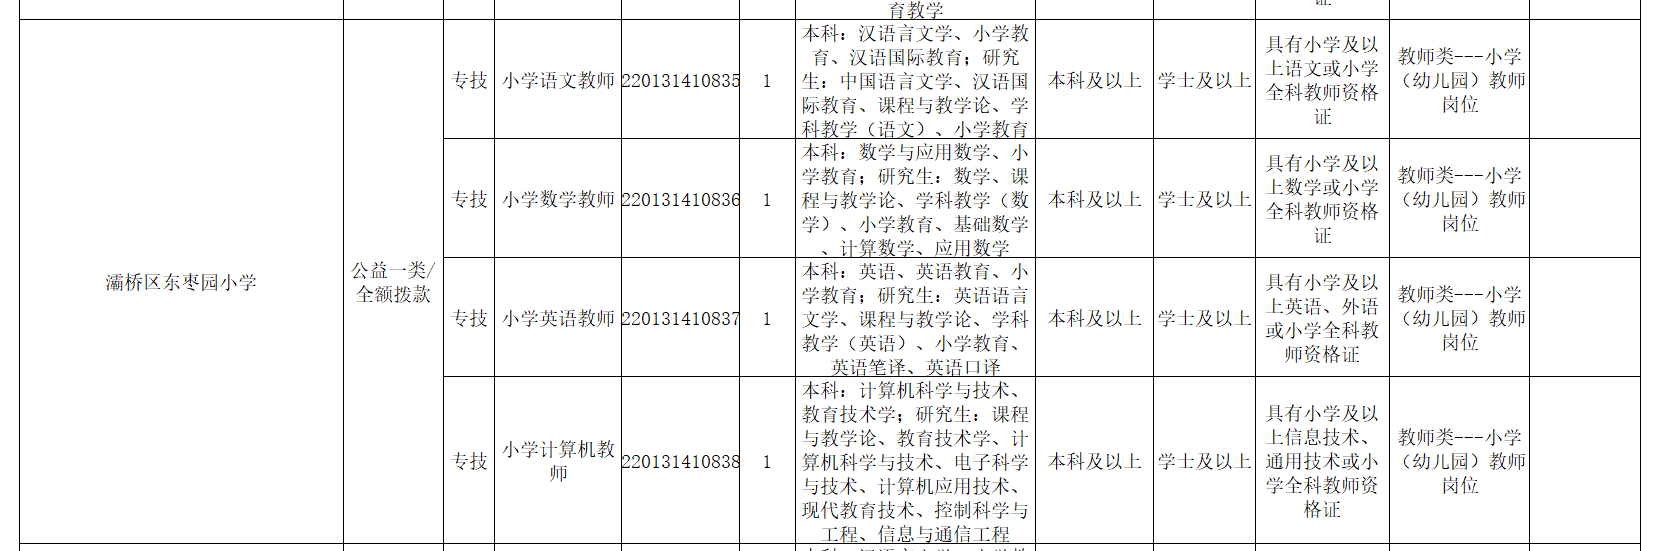 育教学
证
灞桥区东枣园小学
公益一类/
全额拨款
专技
小学语文教师
220131410835
1
本科：汉语言文学、小学教
育、汉语国际教育；研究
生：中国语言文学、汉语国
际教育、课程与教学论、学
科教学（语文）、小学教育
本科及以上
学士及以上
具有小学及以
上语文或小学
全科教师资格
证
教师类---小学
（幼儿园）教师
岗位
专技
小学数学教师
220131410836
1
本科：数学与应用数学、小
学教育；研究生：数学、课
程与教学论、学科教学（数
学）、小学教育、基础数学
、计算数学、应用数学
本科及以上
学士及以上
具有小学及以
上数学或小学
全科教师资格
证
教师类---小学
（幼儿园）教师
岗位
专技
小学英语教师
220131410837
1
本科：英语、英语教育、小
学教育；研究生：英语语言
文学、课程与教学论、学科
教学（英语）、小学教育、
英语笔译、英语口译
本科及以上
学士及以上
具有小学及以
上英语、外语
或小学全科教
师资格证
教师类---小学
（幼儿园）教师
岗位
专技
小学计算机教
师
220131410838
1
本科：计算机科学与技术、
教育技术学；研究生：课程
与教学论、教育技术学、计
算机科学与技术、电子科学
与技术、计算机应用技术、
现代教育技术、控制科学与
工程、信息与通信工程
本科及以上
学士及以上
具有小学及以
上信息技术、
通用技术或小
学全科教师资
格证
教师类---小学
（幼儿园）教师
岗位